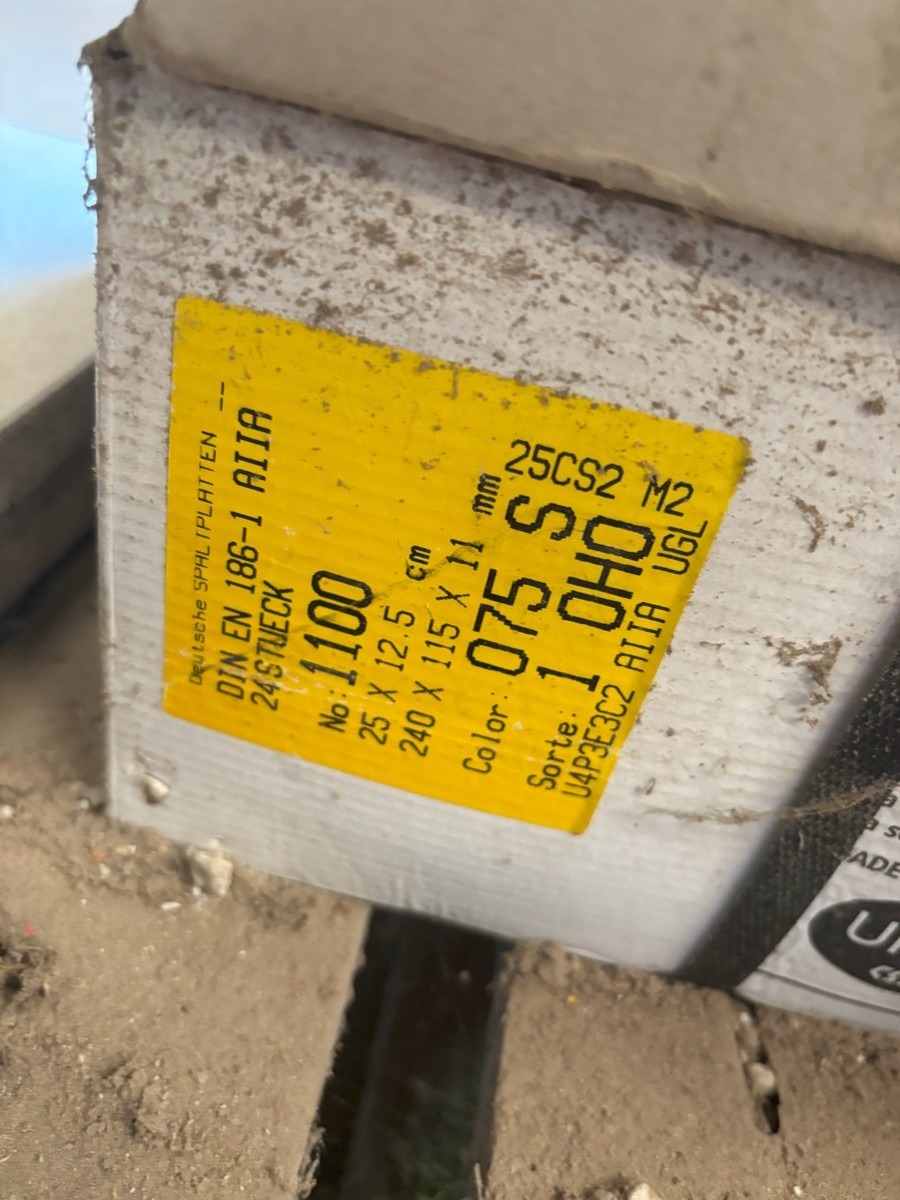 Deutsche SPALTPLATTEN --
DIN EN 186-1 AIIA
24STUECK
No: 1100
25 X 12.5 cm
240 X 115 X 11 mm
Color: 075 S 25CS2 M2
Sorte: 1 0HO
U4P3E3C2 AIIA UGL